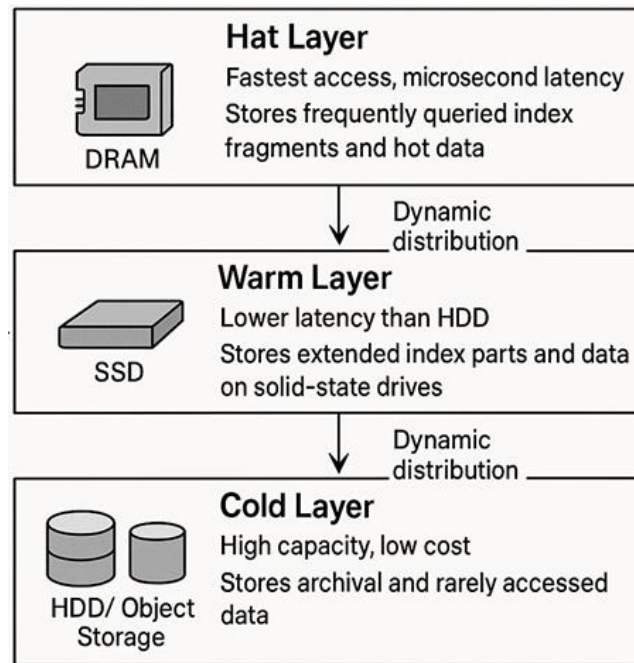 Hat Layer
Fastest access, microsecond latency
Stores frequently queried index
fragments and hot data
DRAM
Dynamic
distribution
Warm Layer
Lower latency than HDD
Stores extended index parts and data
on solid-state drives
SSD
Dynamic
distribution
Cold Layer
High capacity, low cost
Stores archival and rarely accessed
data
HDD/ Object
Storage